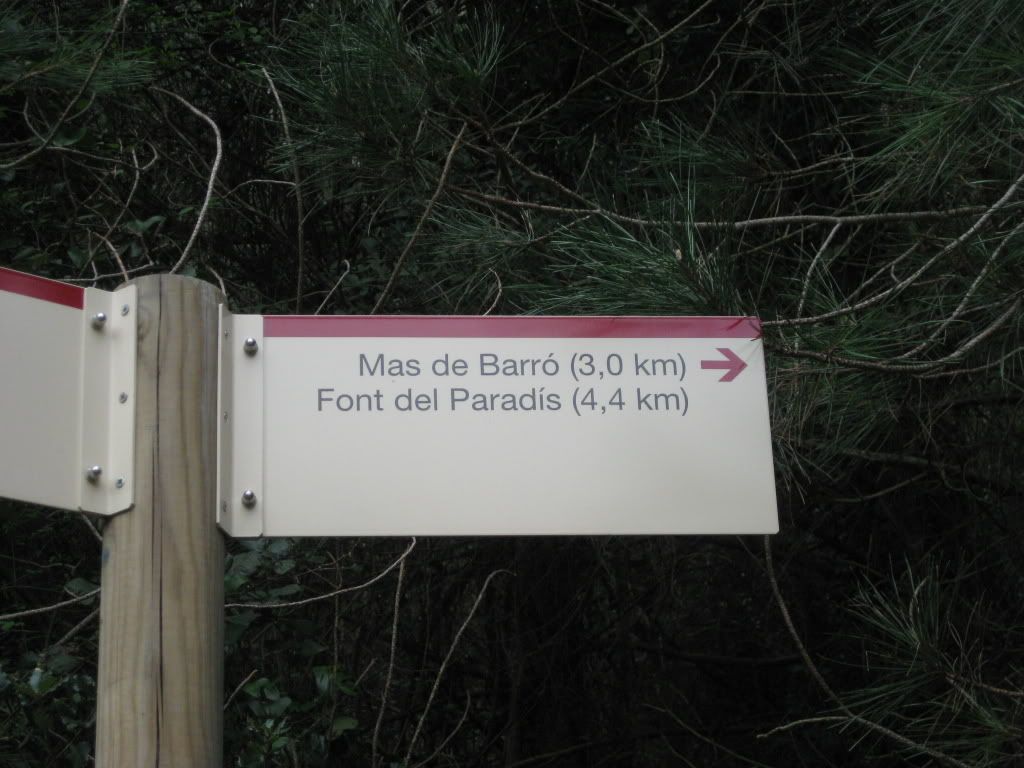 Mas de Barró (3,0 km) →
Font del Paradís (4,4 km)